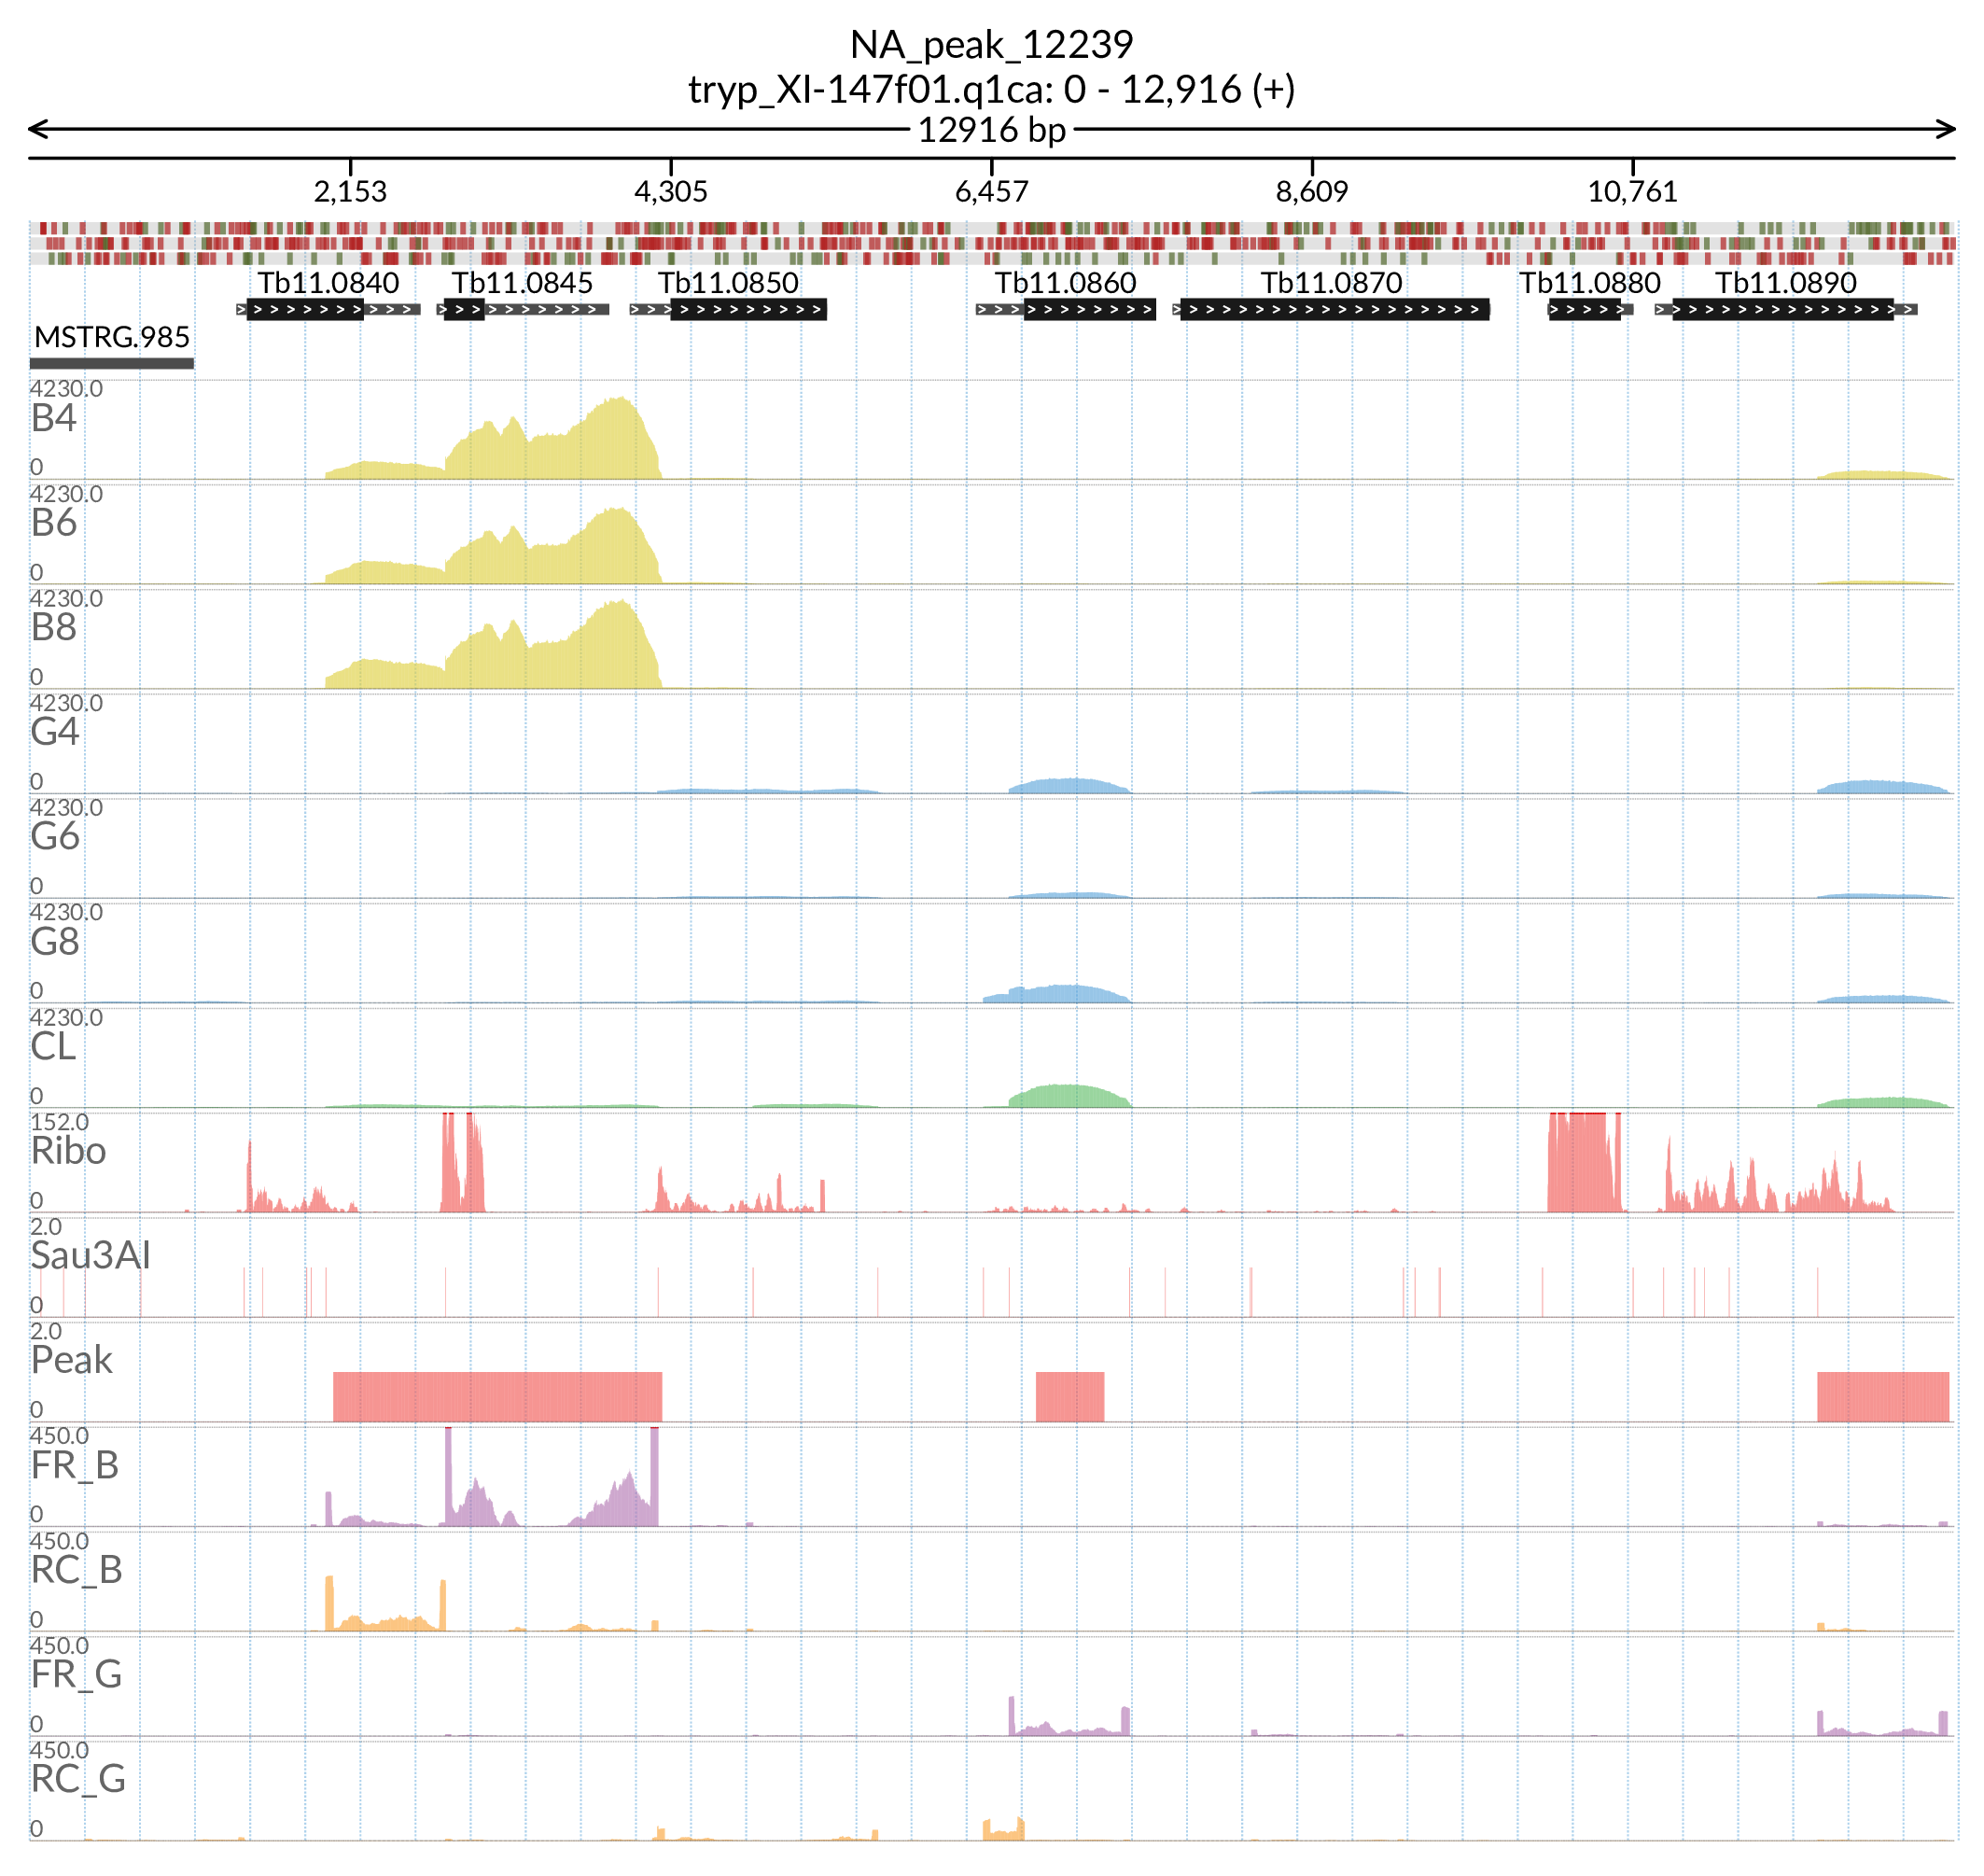 NA_peak_12239
tryp_XI-147f01.q1ca: 0 - 12,916 (+)
12916 bp
2,153 4,305 6,457 8,609 10,761
Tb11.0840 Tb11.0845 Tb11.0850 Tb11.0860 Tb11.0870 Tb11.0880 Tb11.0890
MSTRG.985
4230.0
B4
0
4230.0
B6
0
4230.0
B8
0
4230.0
G4
0
4230.0
G6
0
4230.0
G8
0
4230.0
CL
0
152.0
Ribo
0
2.0
Sau3AI
0
2.0
Peak
0
450.0
FR_B
0
450.0
RC_B
0
450.0
FR_G
0
450.0
RC_G
0